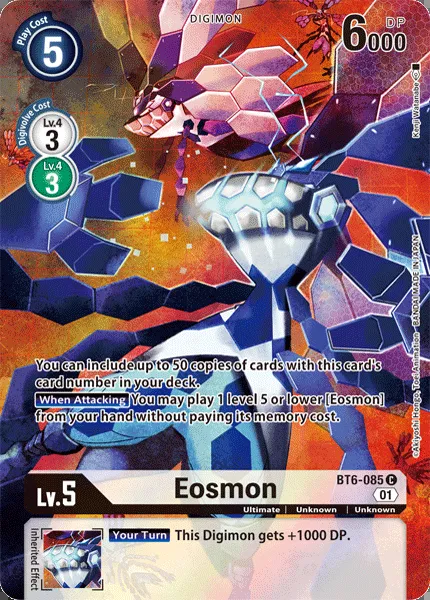 DIGIMON
Play Cost
5
DP
6000
Digivolve Cost
Lv.4
3
Lv.4
3
Kenji Watanabe
©Akiyoshi Hongo, Toei Animation · BANDAI MADE IN JAPAN
You can include up to 50 copies of cards with this card's
card number in your deck.
When Attacking You may play 1 level 5 or lower [Eosmon]
from your hand without paying its memory cost.
Lv.5
Eosmon
BT6-085 C
01
Ultimate | Unknown | Unknown
Inherited Effect
Your Turn This Digimon gets +1000 DP.